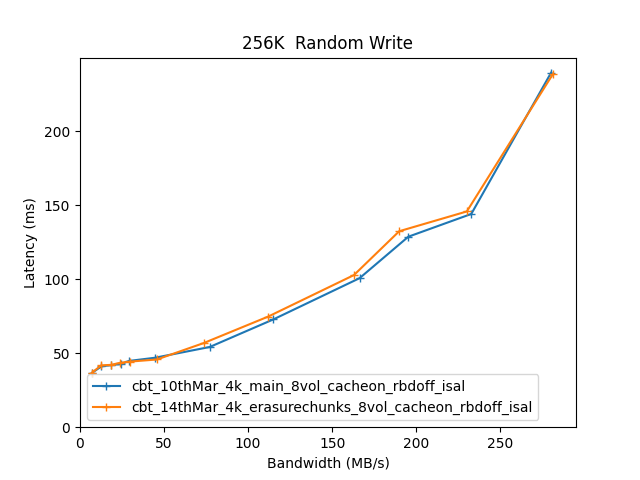 256K  Random Write
Latency (ms)
200
150
100
50
0
cbt_10thMar_4k_main_8vol_cacheon_rbdoff_isal
cbt_14thMar_4k_erasurechunks_8vol_cacheon_rbdoff_isal
0 50 100 150 200 250
Bandwidth (MB/s)